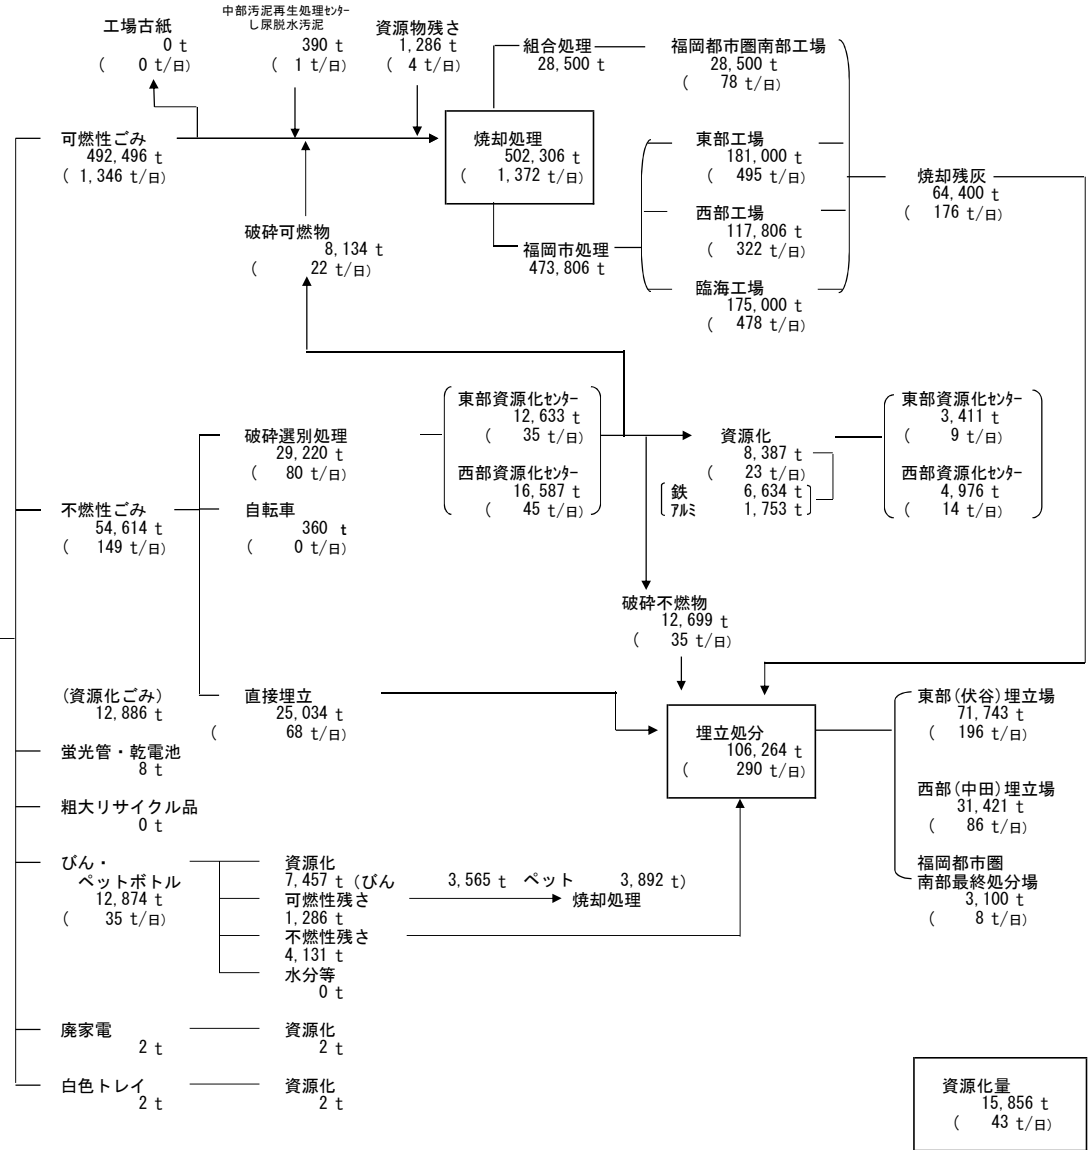 工場古紙
0 t
( 0 t/日)
中部汚泥再生処理センター
し尿脱水汚泥
390 t
( 1 t/日)
資源物残さ
1,286 t
( 4 t/日)
組合処理
28,500 t
福岡都市圏南部工場
28,500 t
( 78 t/日)
可燃性ごみ
492,496 t
( 1,346 t/日)
焼却処理
502,306 t
( 1,372 t/日)
東部工場
181,000 t
( 495 t/日)
焼却残灰
64,400 t
( 176 t/日)
西部工場
117,806 t
( 322 t/日)
破砕可燃物
8,134 t
( 22 t/日)
福岡市処理
473,806 t
臨海工場
175,000 t
( 478 t/日)
破砕選別処理
29,220 t
( 80 t/日)
東部資源化センター
12,633 t
( 35 t/日)
西部資源化センター
16,587 t
( 45 t/日)
資源化
8,387 t
( 23 t/日)
鉄 6,634 t
アルミ 1,753 t
東部資源化センター
3,411 t
( 9 t/日)
西部資源化センター
4,976 t
( 14 t/日)
不燃性ごみ
54,614 t
( 149 t/日)
自転車
360 t
( 0 t/日)
破砕不燃物
12,699 t
( 35 t/日)
(資源化ごみ)
12,886 t
直接埋立
25,034 t
( 68 t/日)
埋立処分
106,264 t
( 290 t/日)
東部(伏谷)埋立場
71,743 t
( 196 t/日)
西部(中田)埋立場
31,421 t
( 86 t/日)
福岡都市圏
南部最終処分場
3,100 t
( 8 t/日)
蛍光管・乾電池
8 t
粗大リサイクル品
0 t
びん・
ペットボトル
12,874 t
( 35 t/日)
資源化
7,457 t (びん 3,565 t ペット 3,892 t)
可燃性残さ 焼却処理
1,286 t
不燃性残さ
4,131 t
水分等
0 t
廃家電
2 t
資源化
2 t
白色トレイ
2 t
資源化
2 t
資源化量
15,856 t
( 43 t/日)